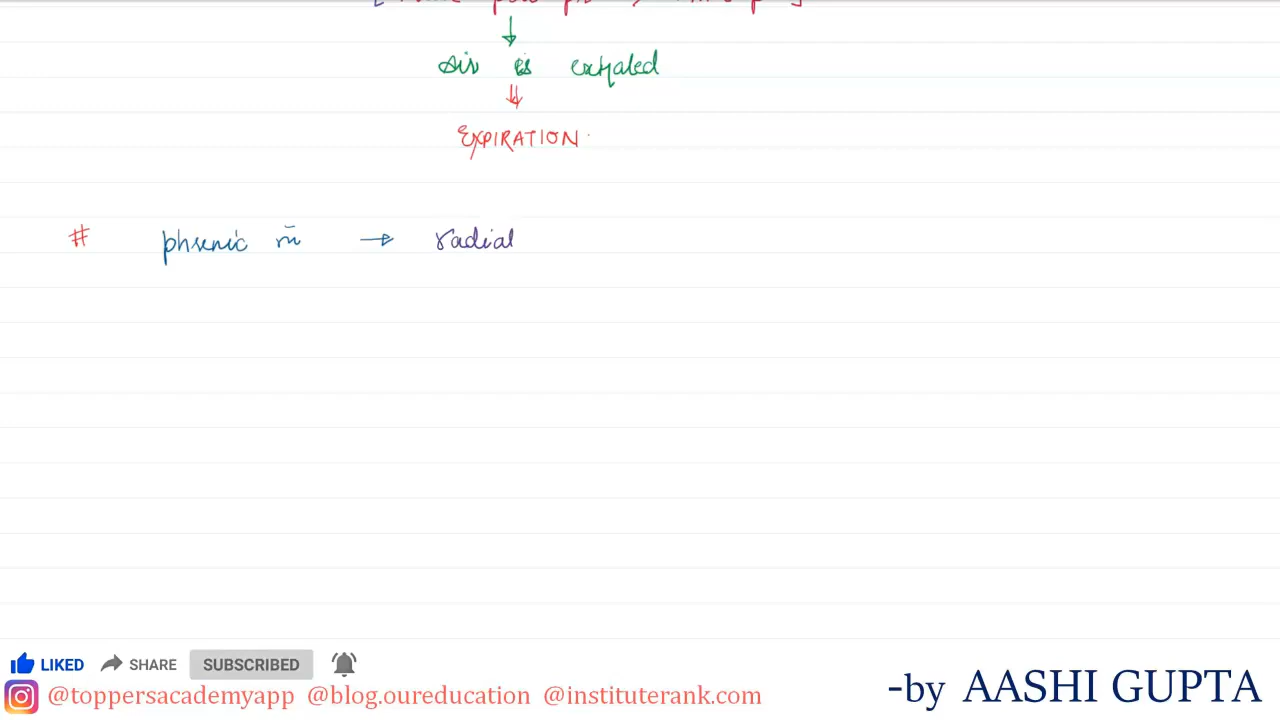 ↓
air is exhaled
↓
EXPIRATION.
# phrenic m̄ → radial
LIKED SHARE SUBSCRIBED
@toppersacademyapp @blog.oureducation @instituterank.com
-by AASHI GUPTA